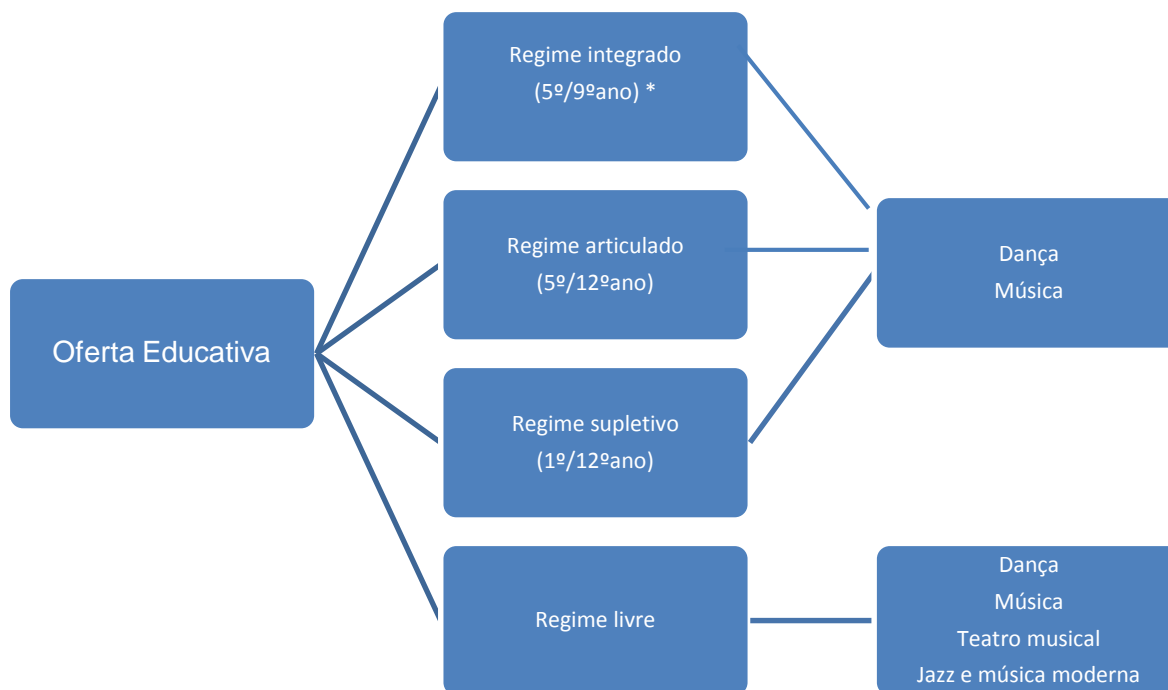 Oferta Educativa
Regime integrado
(5º/9ºano) *
Regime articulado
(5º/12ºano)
Regime supletivo
(1º/12ºano)
Regime livre
Dança
Música
Dança
Música
Teatro musical
Jazz e música moderna